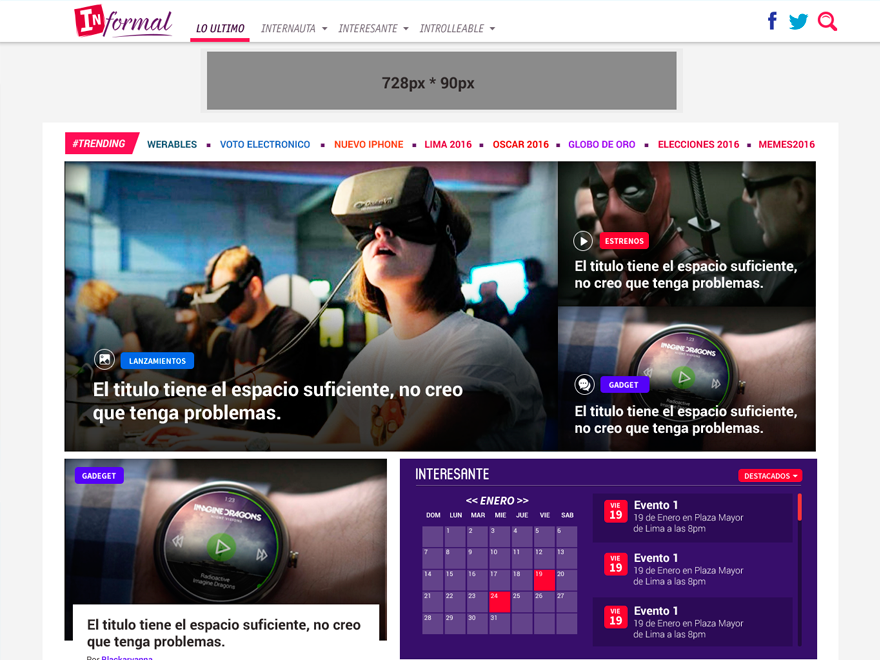 INformal
LO ULTIMO
INTERNAUTA
INTERESANTE
INTROLLEABLE
728px * 90px
#TRENDING
WERABLES
VOTO ELECTRONICO
NUEVO IPHONE
LIMA 2016
OSCAR 2016
GLOBO DE ORO
ELECCIONES 2016
MEMES2016
LANZAMIENTOS
El titulo tiene el espacio suficiente, no creo
que tenga problemas.
ESTRENOS
El titulo tiene el espacio suficiente,
no creo que tenga problemas.
1:23
IMAGINE DRAGONS
GADGET
Radioactive
El titulo tiene el espacio suficiente,
no creo que tenga problemas.
GADEGET
1:23
IMAGINE DRAGONS
Radioactive
Imagine Dragons
El titulo tiene el espacio suficiente, no creo
que tenga problemas.
Por Blackaryanna
INTERESANTE
DESTACADOS
<< ENERO >>
DOM LUN MAR MIE JUE VIE SAB
1 2 3 4 5 6
7 8 9 10 11 12 13
14 15 16 17 18 19 20
21 22 23 24 25 26 27
28 29 30 31
VIE
19
Evento 1
19 de Enero en Plaza Mayor
de Lima a las 8pm
VIE
19
Evento 1
19 de Enero en Plaza Mayor
de Lima a las 8pm
VIE
19
Evento 1
19 de Enero en Plaza Mayor
de Lima a las 8pm